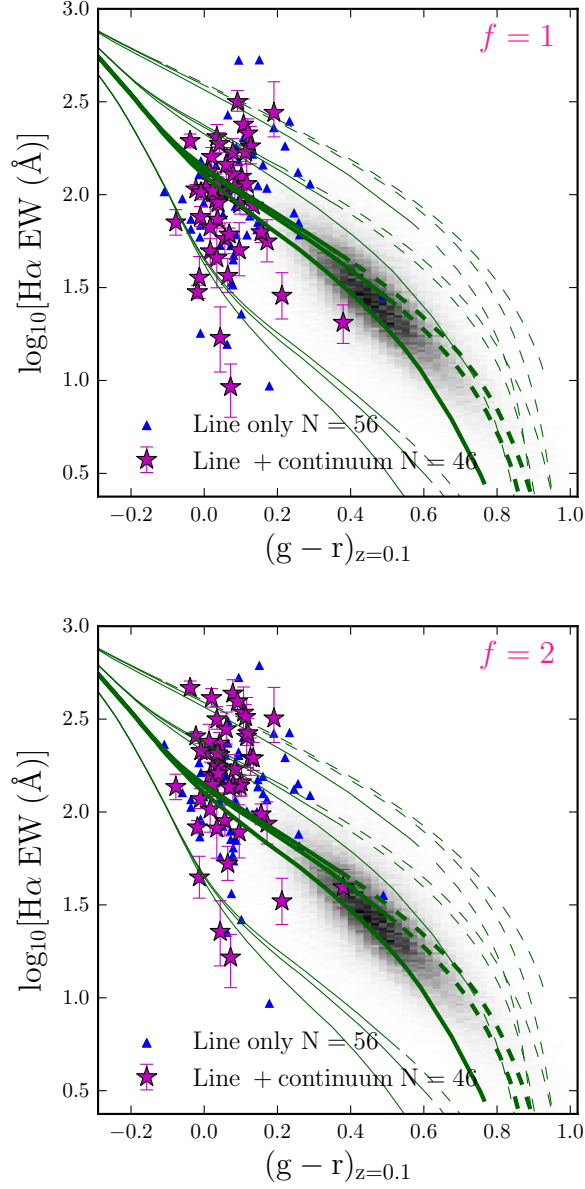 f = 1
3.0
2.5
2.0
1.5
1.0
0.5
log₁₀[Hα EW (Å)]
Line only N = 56
Line + continuum N = 46
−0.2 0.0 0.2 0.4 0.6 0.8 1.0
(g − r)z=0.1
f = 2
3.0
2.5
2.0
1.5
1.0
0.5
log₁₀[Hα EW (Å)]
Line only N = 56
Line + continuum N = 46
−0.2 0.0 0.2 0.4 0.6 0.8 1.0
(g − r)z=0.1